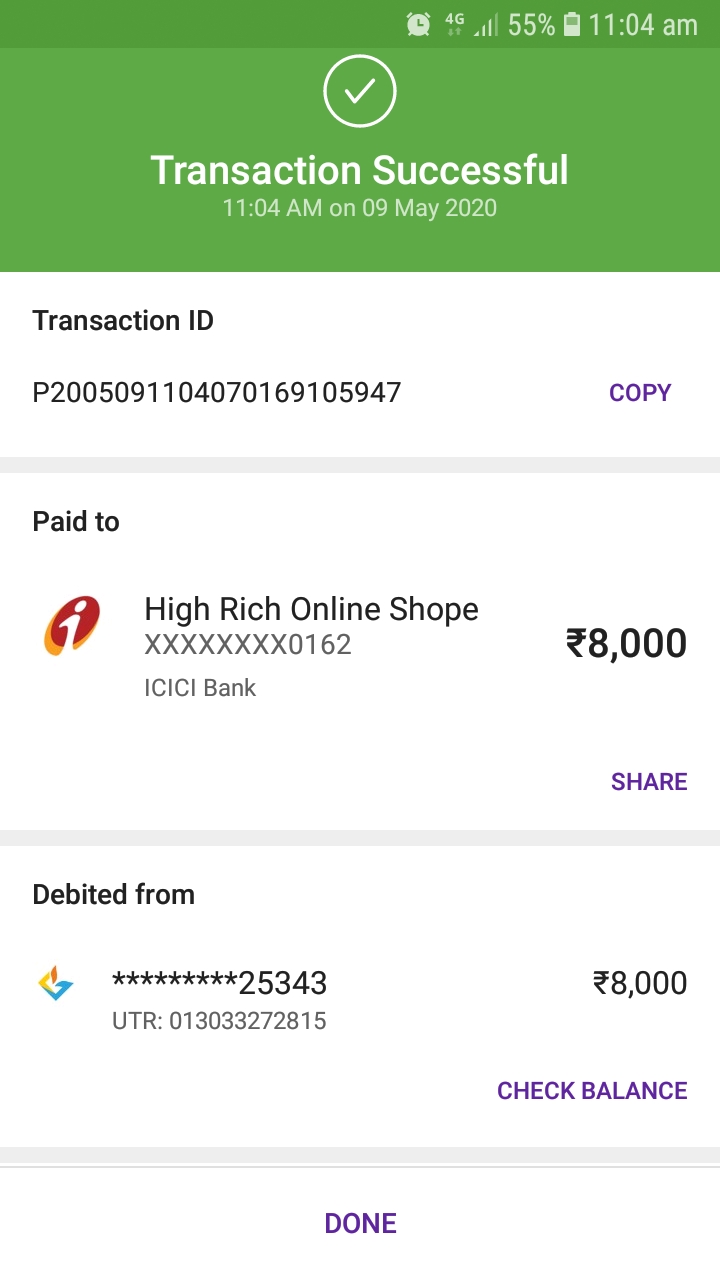 4G 55% 11:04 am
Transaction Successful
11:04 AM on 09 May 2020
Transaction ID
P2005091104070169105947 COPY
Paid to
High Rich Online Shope
XXXXXXXX0162
₹8,000
ICICI Bank
SHARE
Debited from
*********25343 ₹8,000
UTR: 013033272815
CHECK BALANCE
DONE